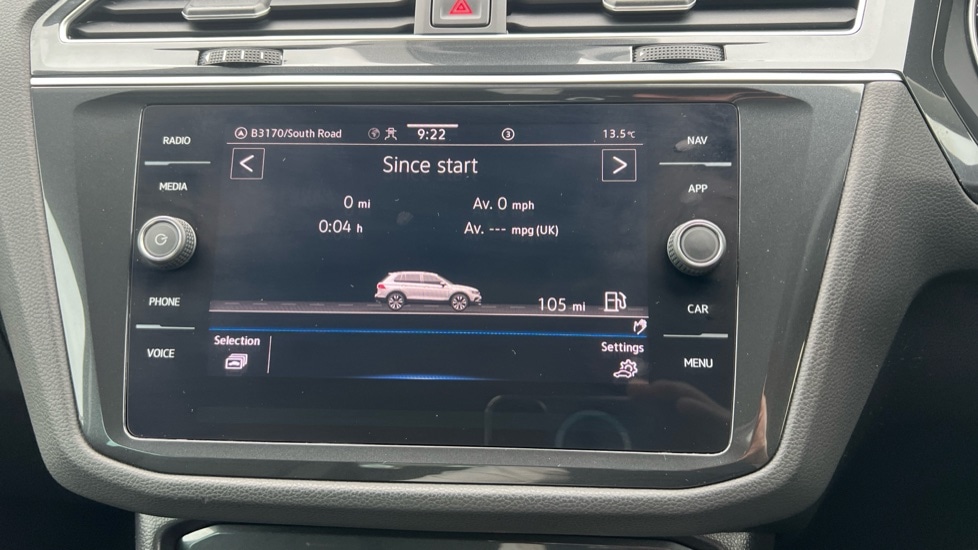 RADIO
MEDIA
PHONE
VOICE
B3170/South Road
9:22
3
13.5°C
Since start
0 mi
Av. 0 mph
0:04 h
Av. --- mpg (UK)
105 mi
Selection
Settings
NAV
APP
CAR
MENU